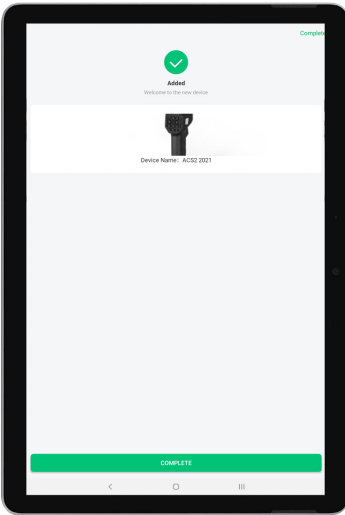 Complete
Added
Welcome to the new device
Device Name: ACS2 2021
COMPLETE